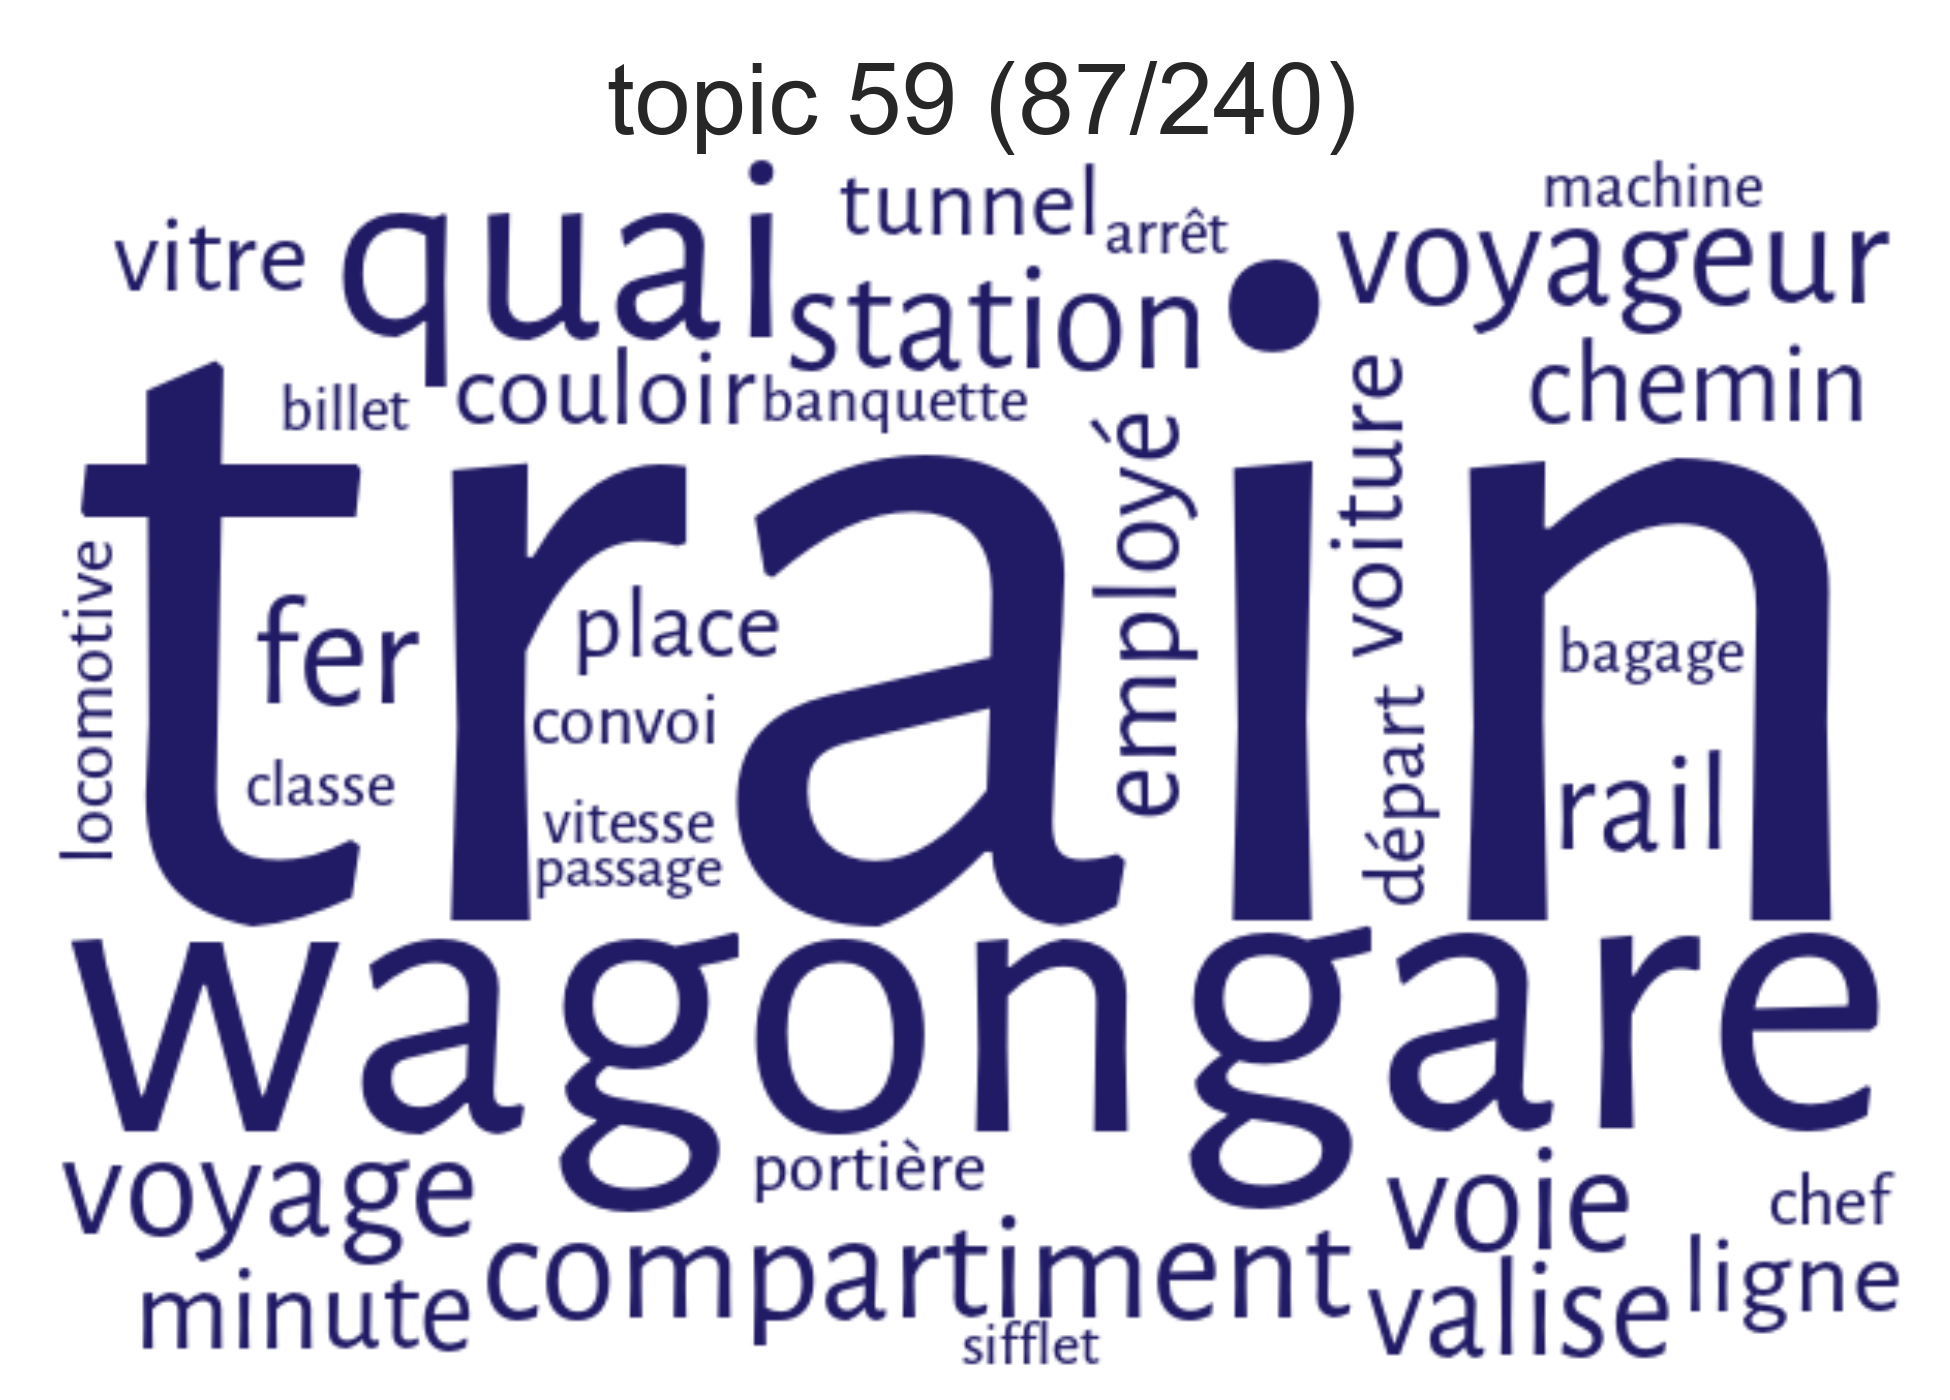 topic 59 (87/240)
machine
tunnel
arrêt
voyageur
vitre
quai
station
chemin
billet
couloir
banquette
employé
voiture
train
locomotive
fer
place
bagage
convoi
classe
vitesse
passage
départ
rail
wagon
gare
voyage
portière
voie
chef
compartiment
ligne
minute
valise
sifflet